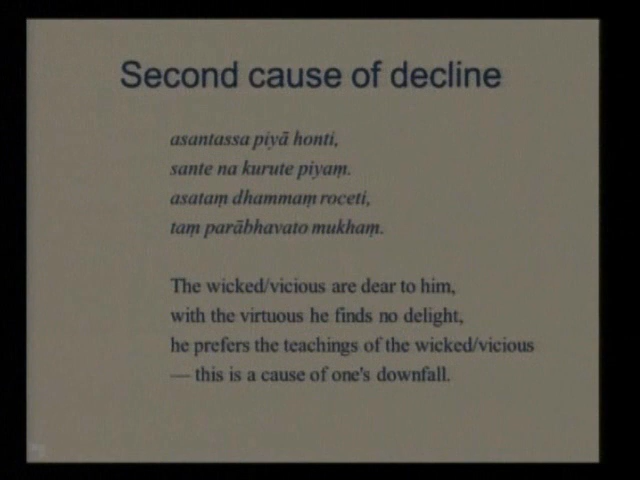 Second cause of decline
asantassa piyā honti,
sante na kurute piyaṃ.
asataṃ dhammaṃ roceti,
taṃ parābhavato mukhaṃ.
The wicked/vicious are dear to him,
with the virtuous he finds no delight,
he prefers the teachings of the wicked/vicious
— this is a cause of one's downfall.